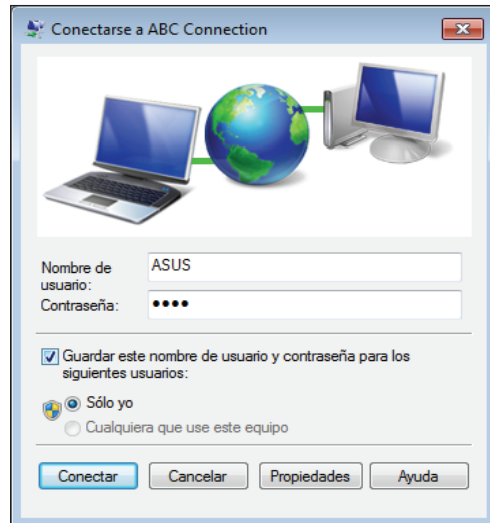 Conectarse a ABC Connection
Nombre de
usuario:
ASUS
Contraseña:
••••
Guardar este nombre de usuario y contraseña para los
siguientes usuarios:
Sólo yo
Cualquiera que use este equipo
Conectar
Cancelar
Propiedades
Ayuda